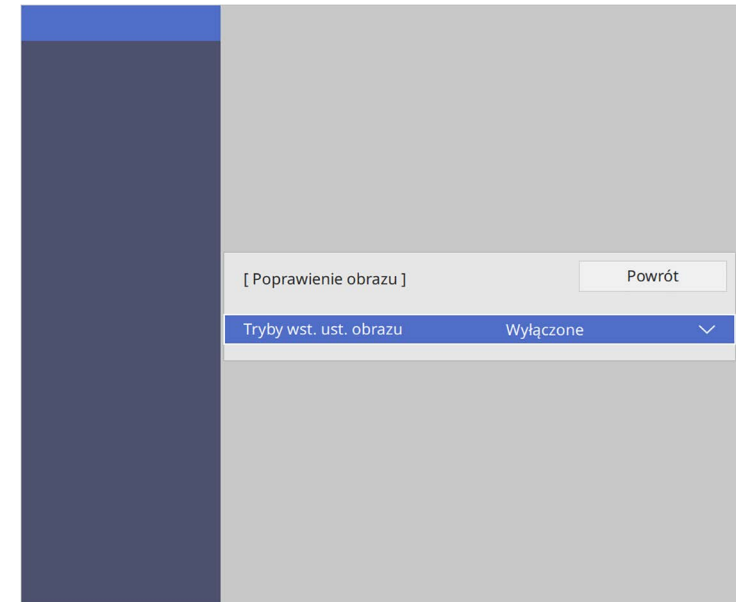 [ Poprawienie obrazu ]
Powrót
Tryby wst. ust. obrazu
Wyłączone